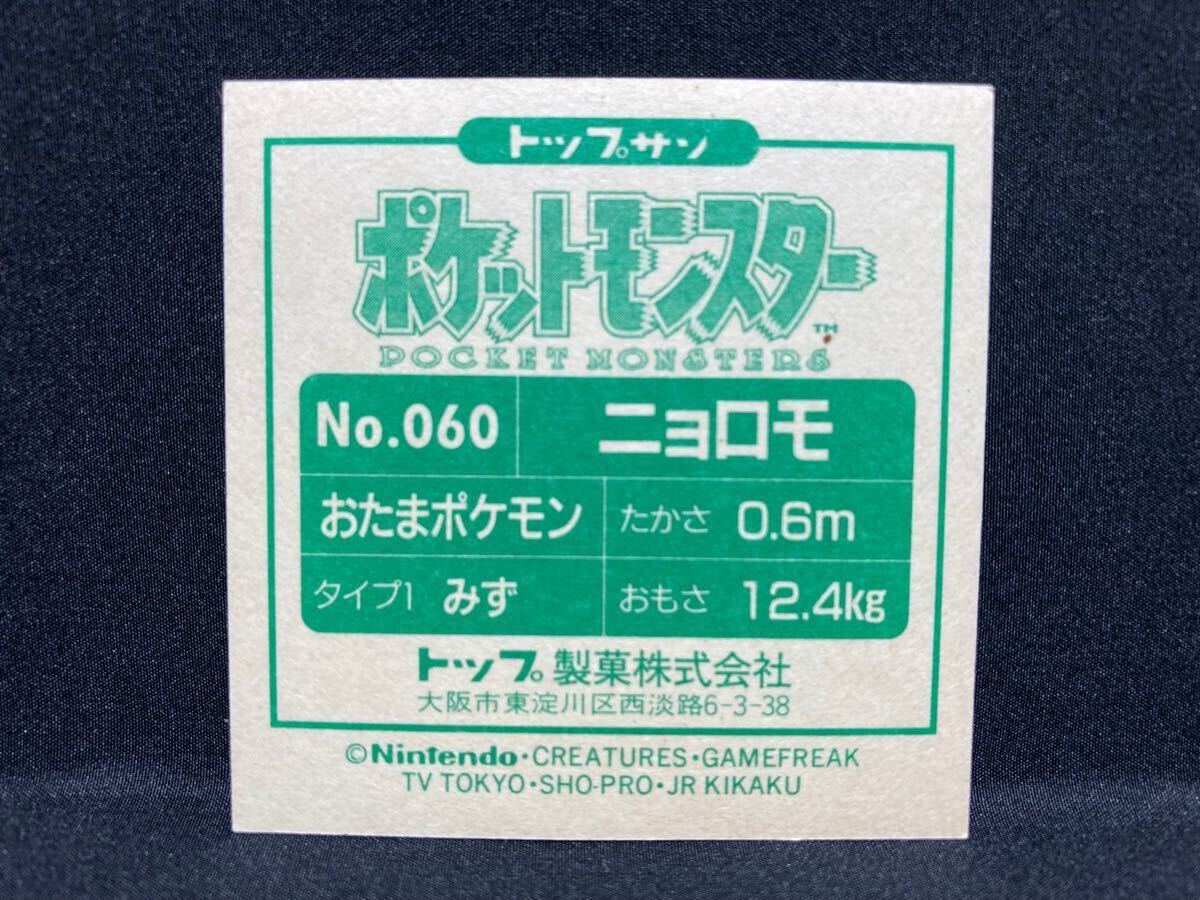 トップサン
ポケットモンスター™
POCKET MONSTERS
No.060 ニョロモ
おたまポケモン たかさ 0.6m
タイプ1 みず おもさ 12.4kg
トップ製菓株式会社
大阪市東淀川区西淡路6-3-38
©Nintendo・CREATURES・GAMEFREAK
TV TOKYO・SHO-PRO・JR KIKAKU